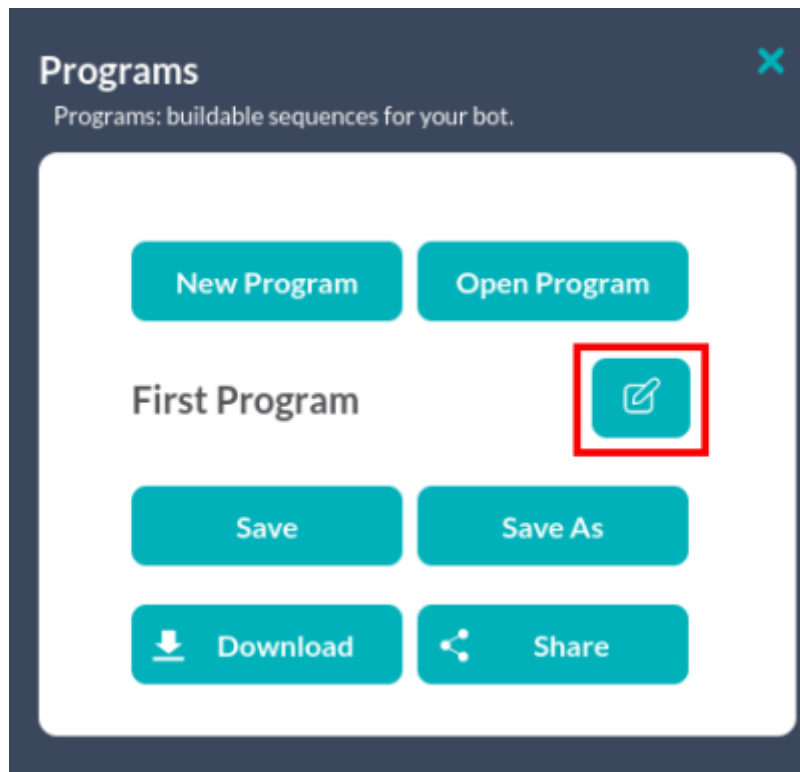 Programs
Programs: buildable sequences for your bot.
New Program
Open Program
First Program
Save
Save As
Download
Share